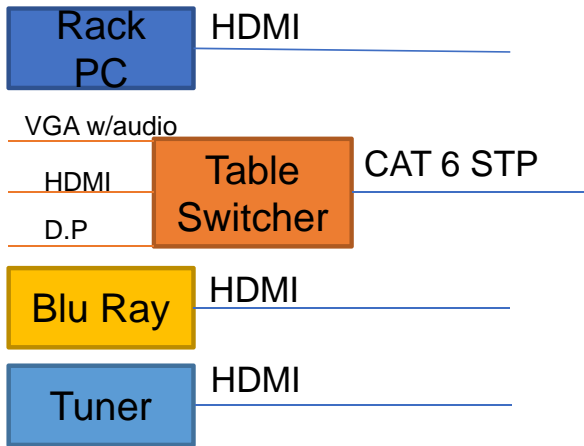 Rack
PC
HDMI
VGA w/audio
HDMI
D.P
Table
Switcher
CAT 6 STP
Blu Ray
HDMI
Tuner
HDMI